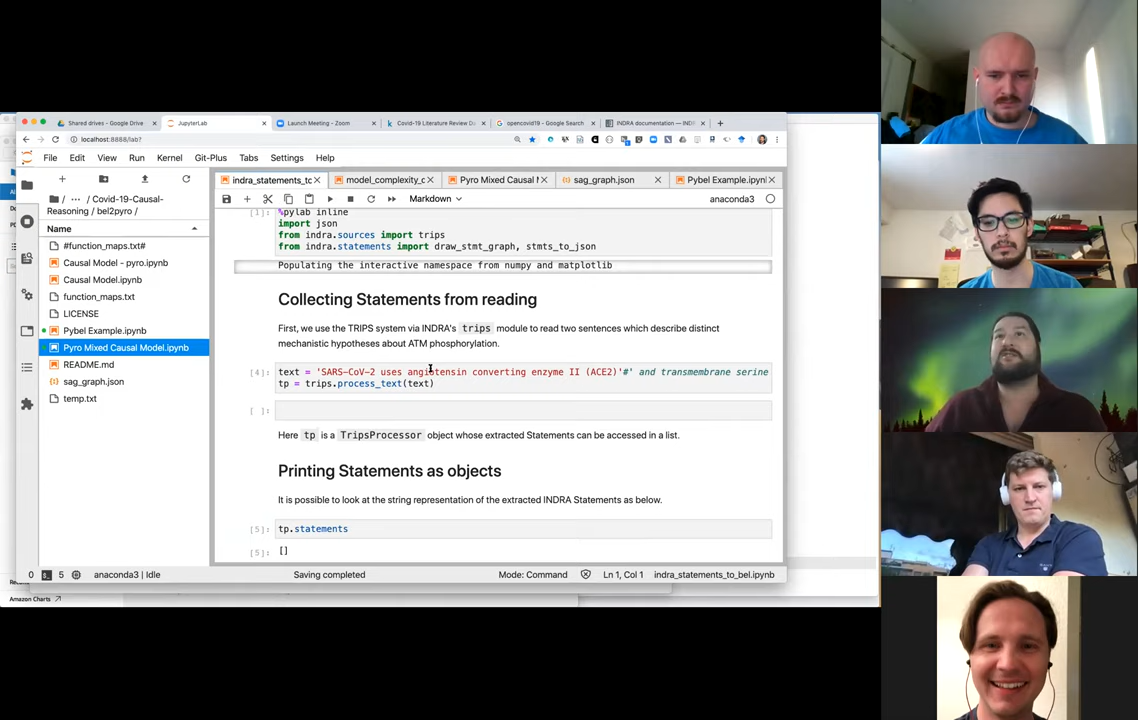 Shared drives - Google Drive
JupyterLab
Launch Meeting - Zoom
Covid-19 Literature Review Du
opencovid19 - Google Search
INDRA documentation — INDR
localhost:8888/lab?
File Edit View Run Kernel Git-Plus Tabs Settings Help
indra_statements_to
model_complexity_c
Pyro Mixed Causal M
sag_graph.json
Pybel Example.ipynb
Markdown
anaconda3
/ ··· / Covid-19-Causal-
Reasoning / bel2pyro /
Name
#function_maps.txt#
Causal Model - pyro.ipynb
Causal Model.ipynb
function_maps.txt
LICENSE
Pybel Example.ipynb
Pyro Mixed Causal Model.ipynb
README.md
sag_graph.json
temp.txt
[1]: %pylab inline
import json
from indra.sources import trips
from indra.statements import draw_stmt_graph, stmts_to_json
Populating the interactive namespace from numpy and matplotlib
Collecting Statements from reading
First, we use the TRIPS system via INDRA's trips module to read two sentences which describe distinct
mechanistic hypotheses about ATM phosphorylation.
[4]: text = 'SARS-CoV-2 uses angiotensin converting enzyme II (ACE2)'#' and transmembrane serine
tp = trips.process_text(text)
[ ]:
Here tp is a TripsProcessor object whose extracted Statements can be accessed in a list.
Printing Statements as objects
It is possible to look at the string representation of the extracted INDRA Statements as below.
[5]: tp.statements
[5]: []
0 5 anaconda3 | Idle
Saving completed
Mode: Command
Ln 1, Col 1
indra_statements_to_bel.ipynb
Amazon Charts